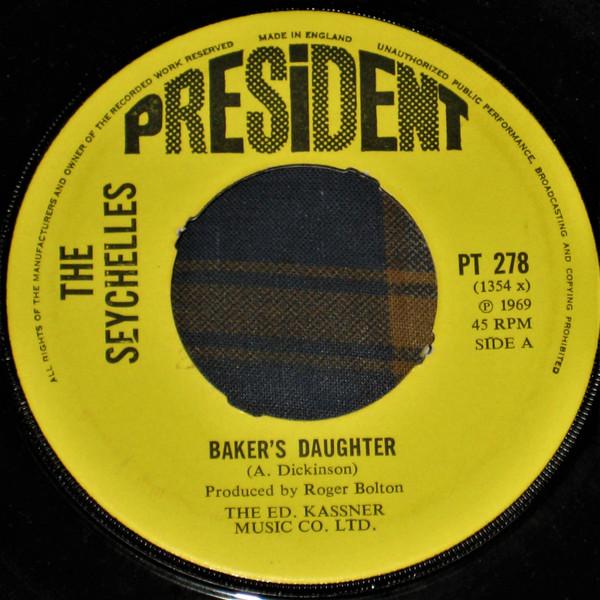 ALL RIGHTS OF THE MANUFACTURERS AND OWNER OF THE RECORDED WORK RESERVED
MADE IN ENGLAND
UNAUTHORIZED PUBLIC PERFORMANCE, BROADCASTING AND COPYING PROHIBITED
PRESiDENT
THE
SEYCHELLES
PT 278
(1354 x)
℗ 1969
45 RPM
SIDE A
BAKER'S DAUGHTER
(A. Dickinson)
Produced by Roger Bolton
THE ED. KASSNER
MUSIC CO. LTD.